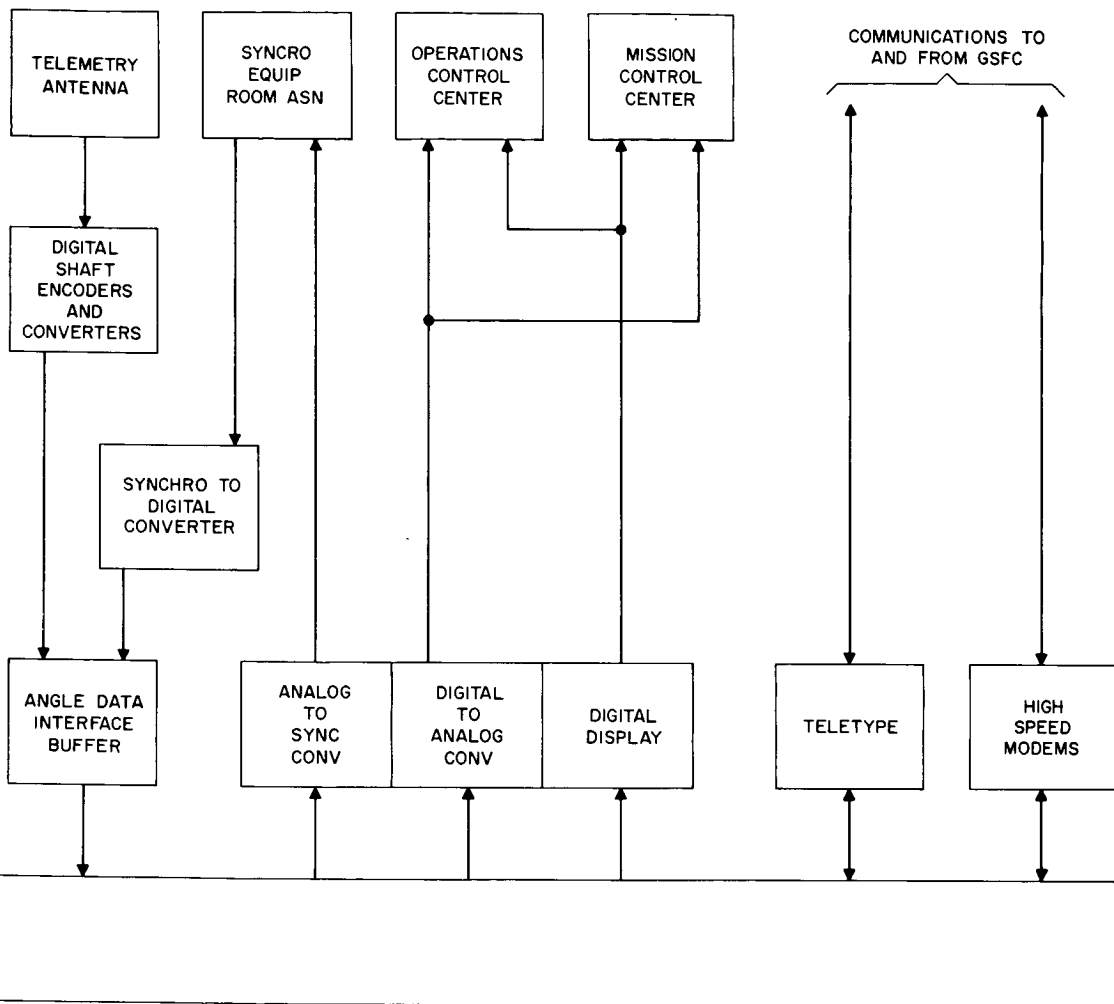 TELEMETRY
ANTENNA
SYNCRO
EQUIP
ROOM ASN
OPERATIONS
CONTROL
CENTER
MISSION
CONTROL
CENTER
COMMUNICATIONS TO
AND FROM GSFC
DIGITAL
SHAFT
ENCODERS
AND
CONVERTERS
SYNCHRO TO
DIGITAL
CONVERTER
ANGLE DATA
INTERFACE
BUFFER
ANALOG
TO
SYNC
CONV
DIGITAL
TO
ANALOG
CONV
DIGITAL
DISPLAY
TELETYPE
HIGH
SPEED
MODEMS